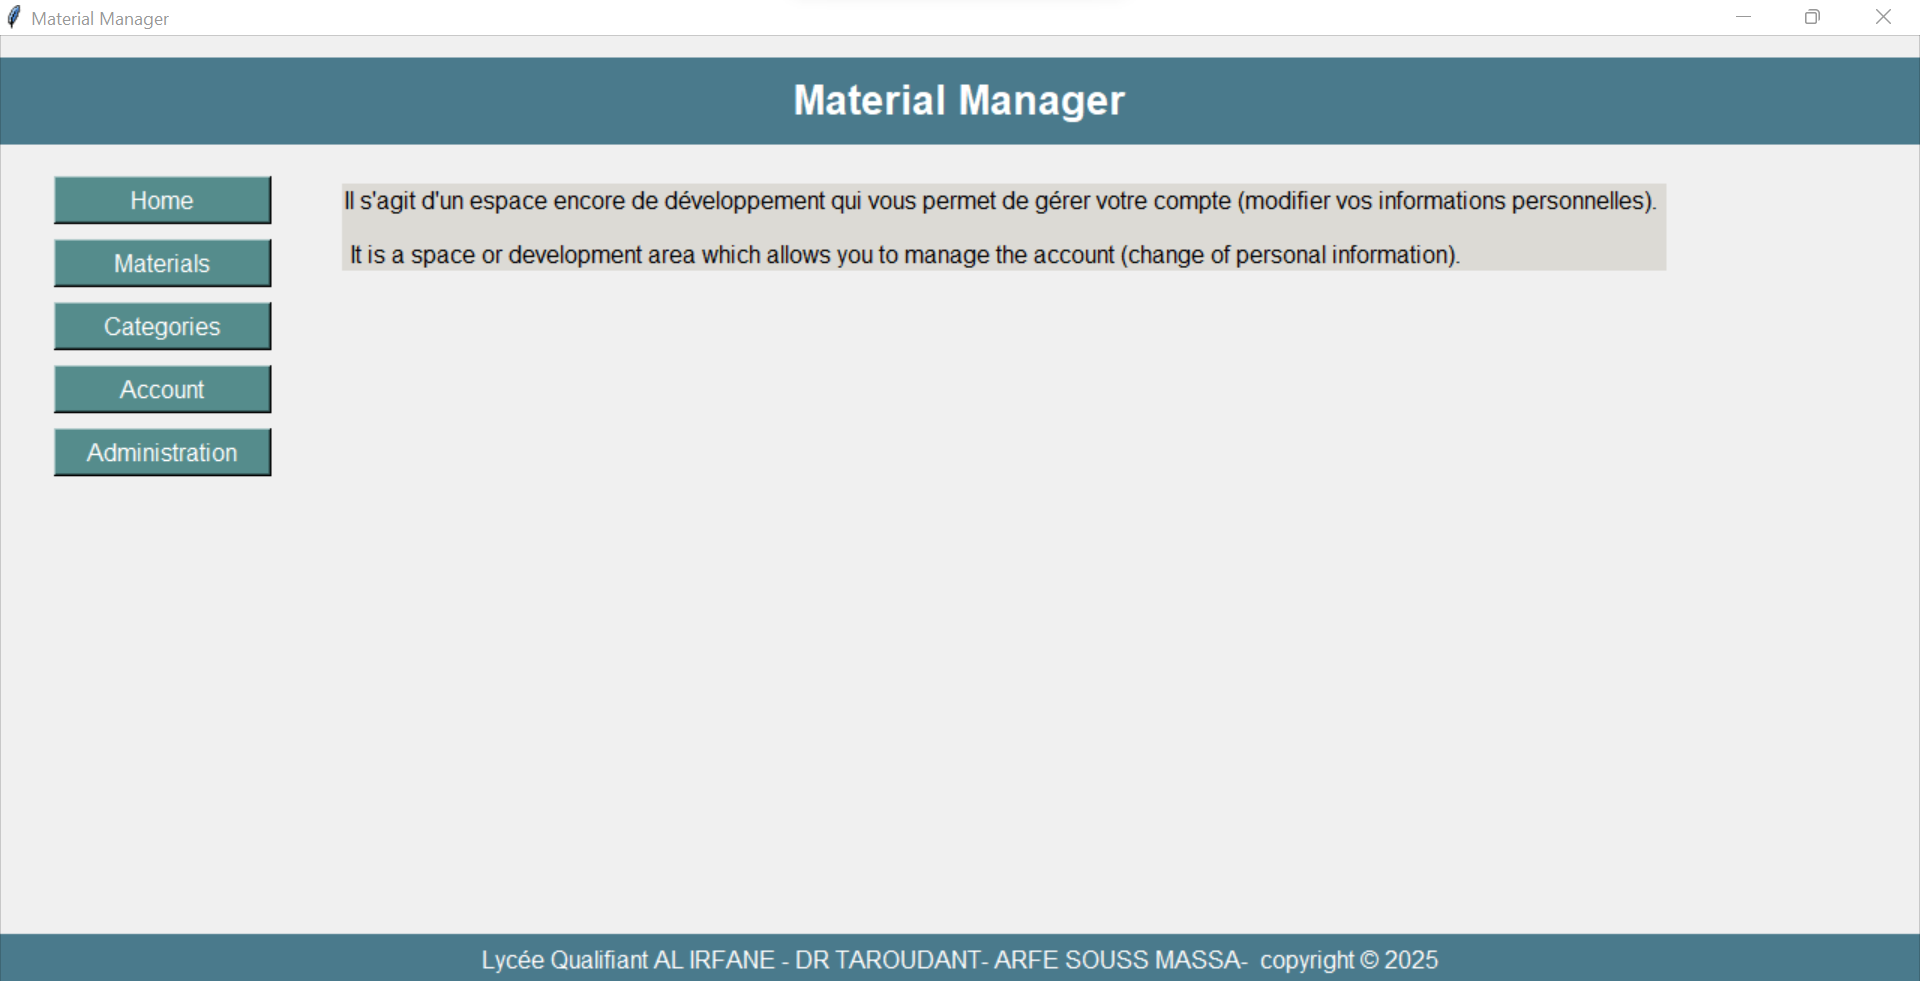 Material Manager
Material Manager
Home
Materials
Categories
Account
Administration
Il s'agit d'un espace encore de développement qui vous permet de gérer votre compte (modifier vos informations personnelles).
It is a space or development area which allows you to manage the account (change of personal information).
Lycée Qualifiant AL IRFANE - DR TAROUDANT- ARFE SOUSS MASSA-  copyright © 2025